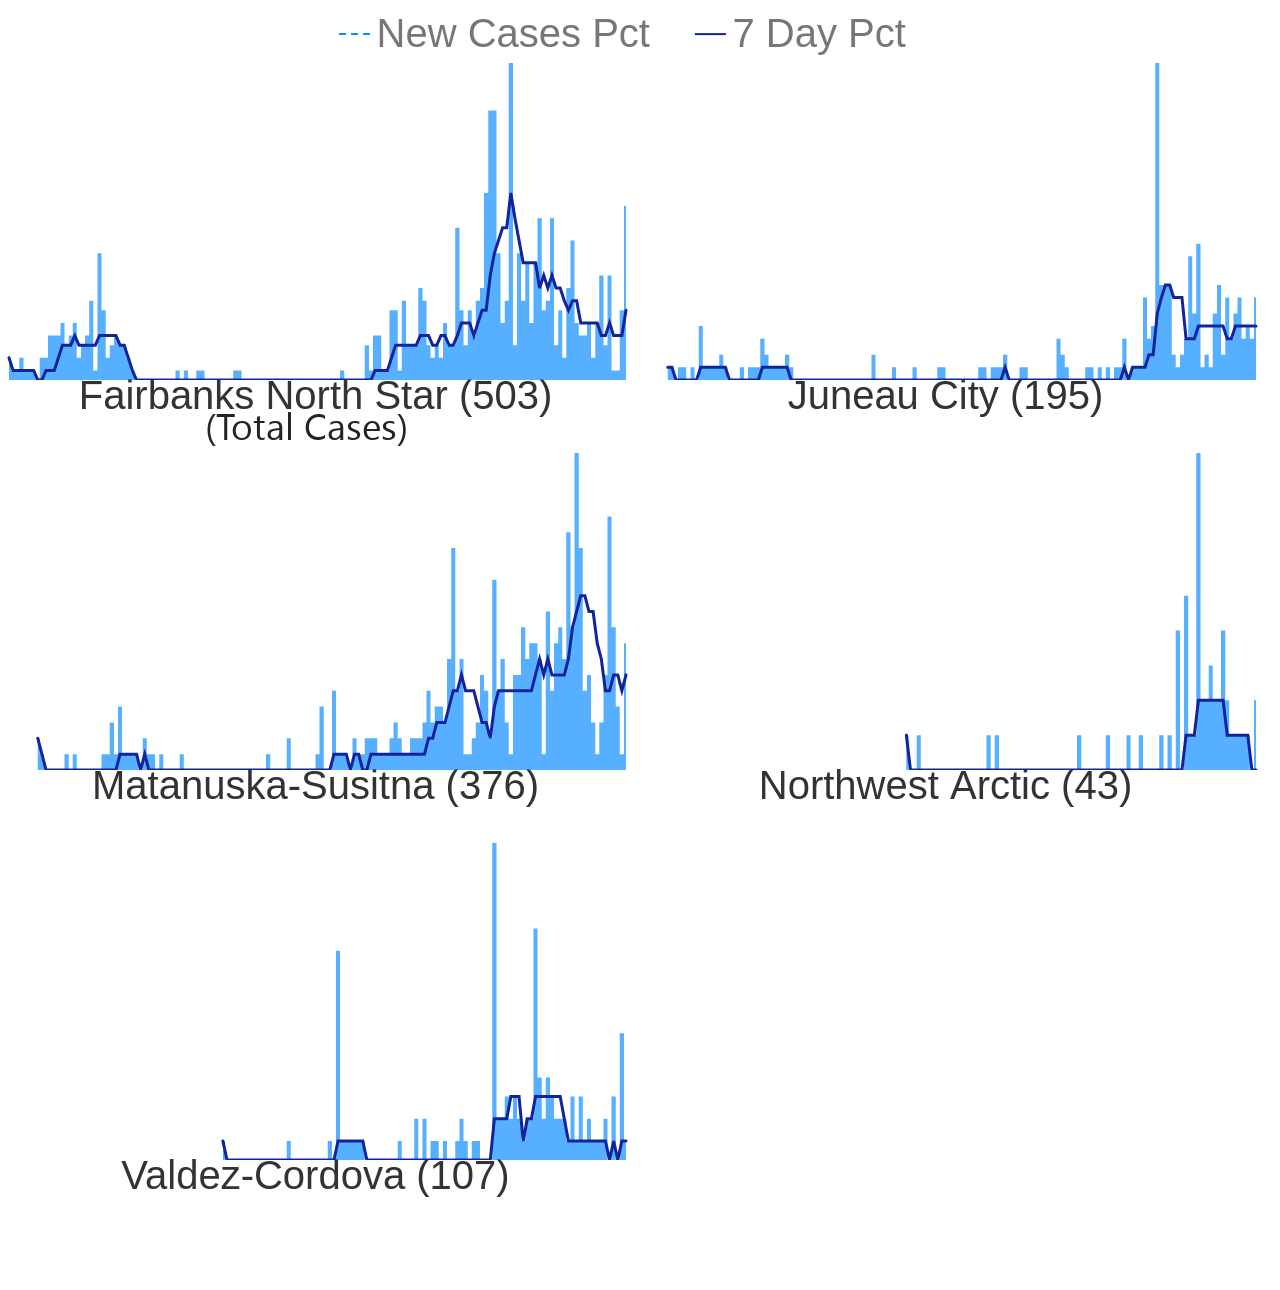 New Cases Pct 7 Day Pct
Fairbanks North Star (503)
(Total Cases)
Juneau City (195)
Matanuska-Susitna (376)
Northwest Arctic (43)
Valdez-Cordova (107)